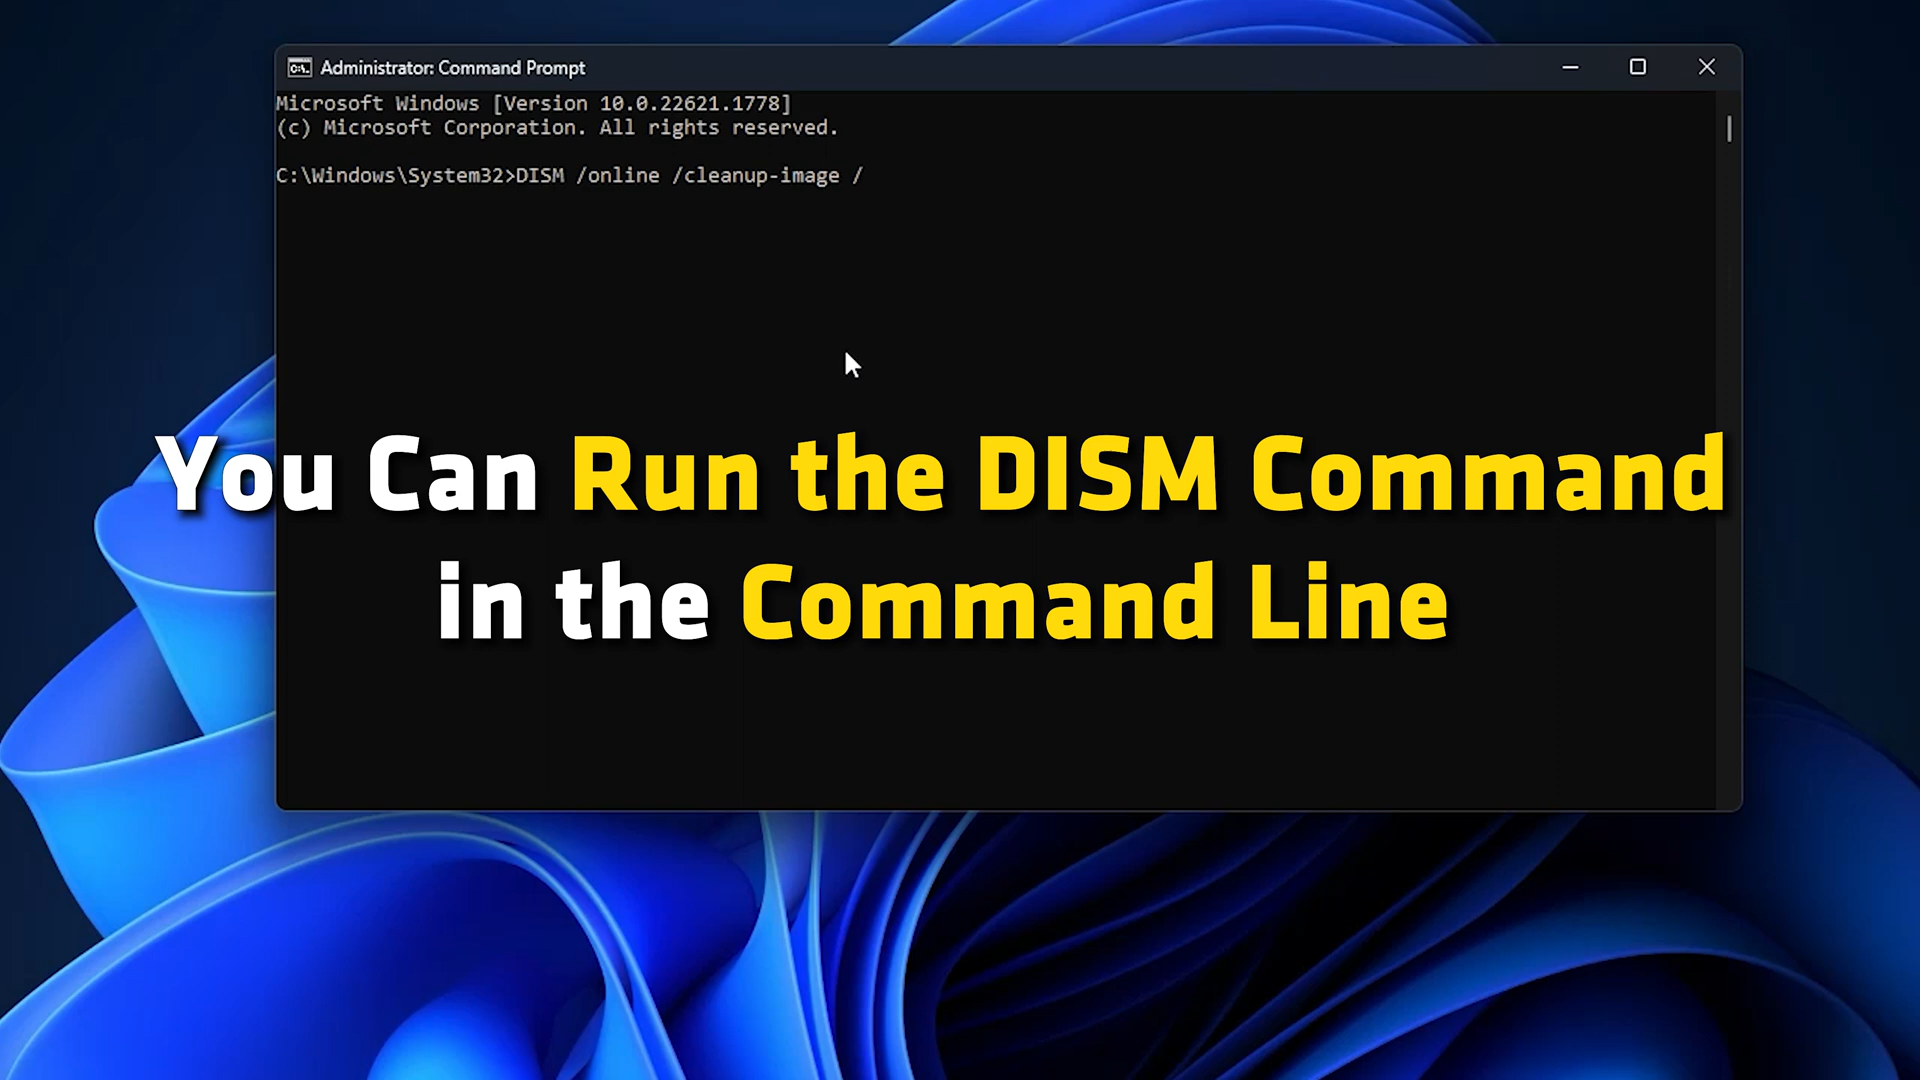 Administrator: Command Prompt
Microsoft Windows [Version 10.0.22621.1778]
(c) Microsoft Corporation. All rights reserved.
C:\Windows\System32>DISM /online /cleanup-image /
You Can Run the DISM Command
in the Command Line